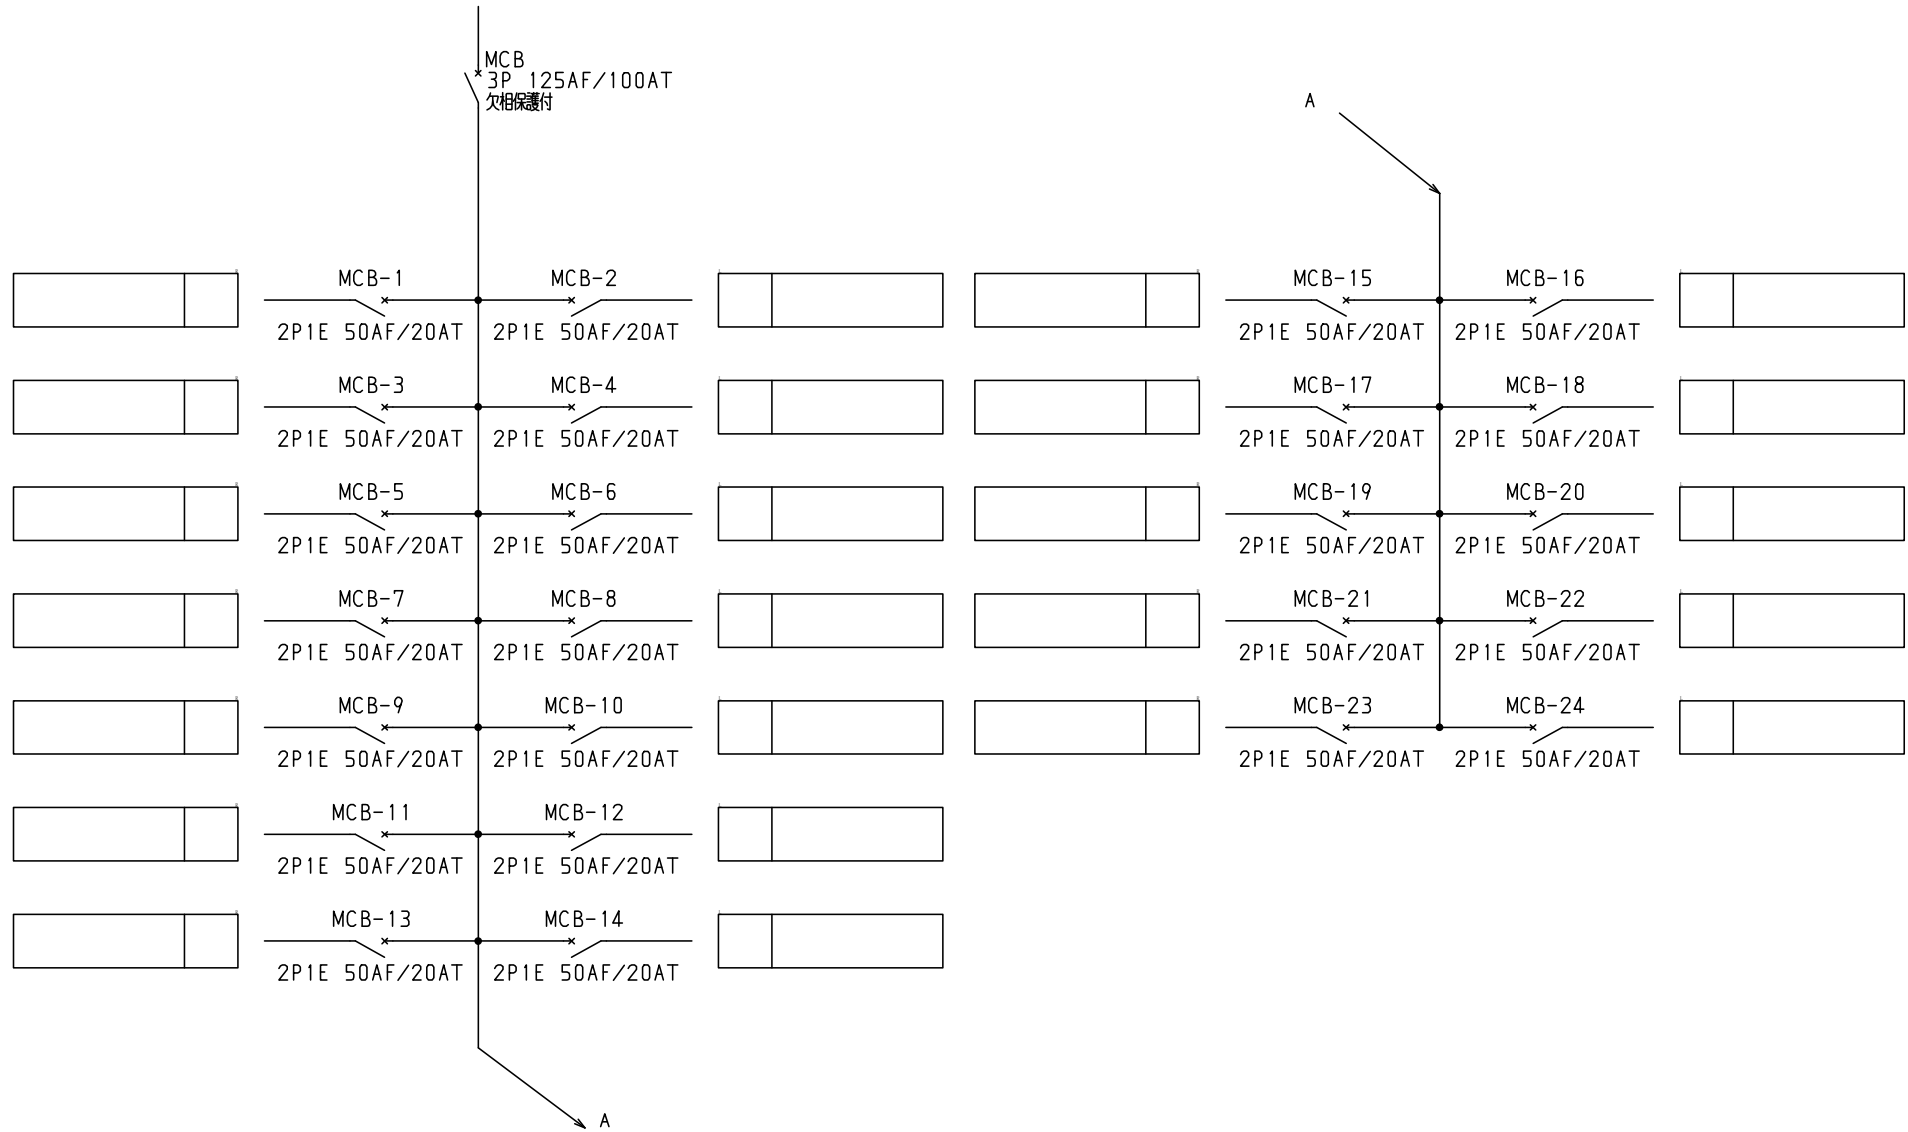 MCB
3P 125AF/100AT
欠相保護付
A
MCB-1
MCB-2
MCB-15
MCB-16
2P1E 50AF/20AT
2P1E 50AF/20AT
2P1E 50AF/20AT
2P1E 50AF/20AT
MCB-3
MCB-4
MCB-17
MCB-18
2P1E 50AF/20AT
2P1E 50AF/20AT
2P1E 50AF/20AT
2P1E 50AF/20AT
MCB-5
MCB-6
MCB-19
MCB-20
2P1E 50AF/20AT
2P1E 50AF/20AT
2P1E 50AF/20AT
2P1E 50AF/20AT
MCB-7
MCB-8
MCB-21
MCB-22
2P1E 50AF/20AT
2P1E 50AF/20AT
2P1E 50AF/20AT
2P1E 50AF/20AT
MCB-9
MCB-10
MCB-23
MCB-24
2P1E 50AF/20AT
2P1E 50AF/20AT
2P1E 50AF/20AT
2P1E 50AF/20AT
MCB-11
MCB-12
2P1E 50AF/20AT
2P1E 50AF/20AT
MCB-13
MCB-14
2P1E 50AF/20AT
2P1E 50AF/20AT
A